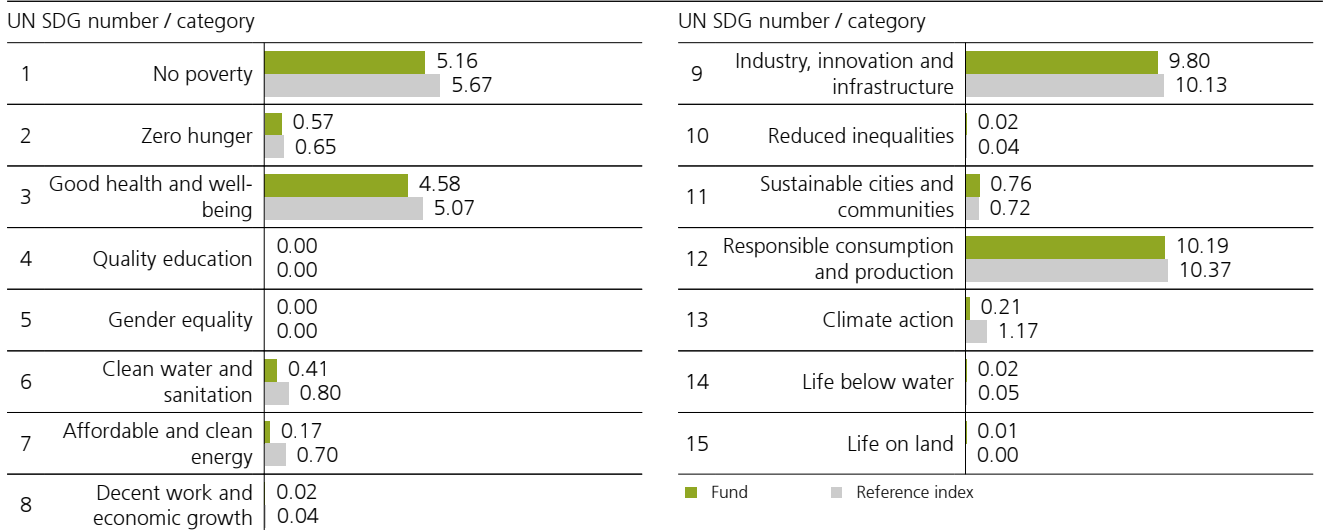 UN SDG number / category
1 No poverty 5.16
5.67
2 Zero hunger 0.57
0.65
3 Good health and well-
being 4.58
5.07
4 Quality education 0.00
0.00
5 Gender equality 0.00
0.00
6 Clean water and
sanitation 0.41
0.80
7 Affordable and clean
energy 0.17
0.70
8 Decent work and
economic growth 0.02
0.04
UN SDG number / category
9 Industry, innovation and
infrastructure 9.80
10.13
10 Reduced inequalities 0.02
0.04
11 Sustainable cities and
communities 0.76
0.72
12 Responsible consumption
and production 10.19
10.37
13 Climate action 0.21
1.17
14 Life below water 0.02
0.05
15 Life on land 0.01
0.00
Fund Reference index